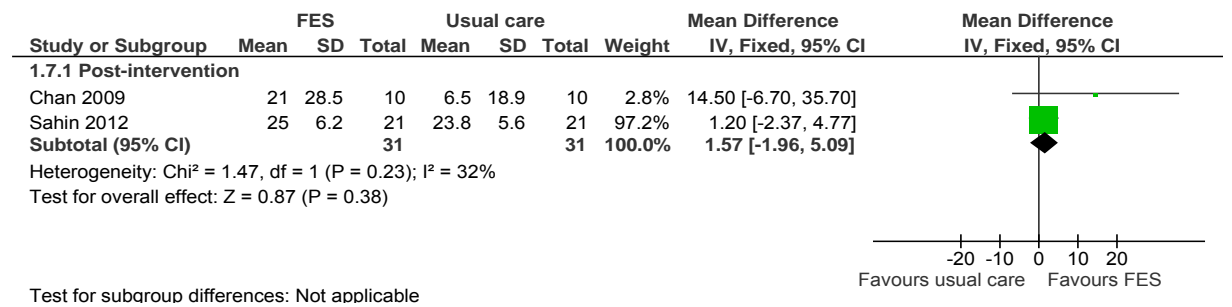 FES Usual care Mean Difference Mean Difference
Study or Subgroup Mean SD Total Mean SD Total Weight IV, Fixed, 95% CI IV, Fixed, 95% CI
1.7.1 Post-intervention
Chan 2009 21 28.5 10 6.5 18.9 10 2.8% 14.50 [-6.70, 35.70]
Sahin 2012 25 6.2 21 23.8 5.6 21 97.2% 1.20 [-2.37, 4.77]
Subtotal (95% CI) 31 31 100.0% 1.57 [-1.96, 5.09]
Heterogeneity: Chi² = 1.47, df = 1 (P = 0.23); I² = 32%
Test for overall effect: Z = 0.87 (P = 0.38)
-20 -10 0 10 20
Favours usual care Favours FES
Test for subgroup differences: Not applicable